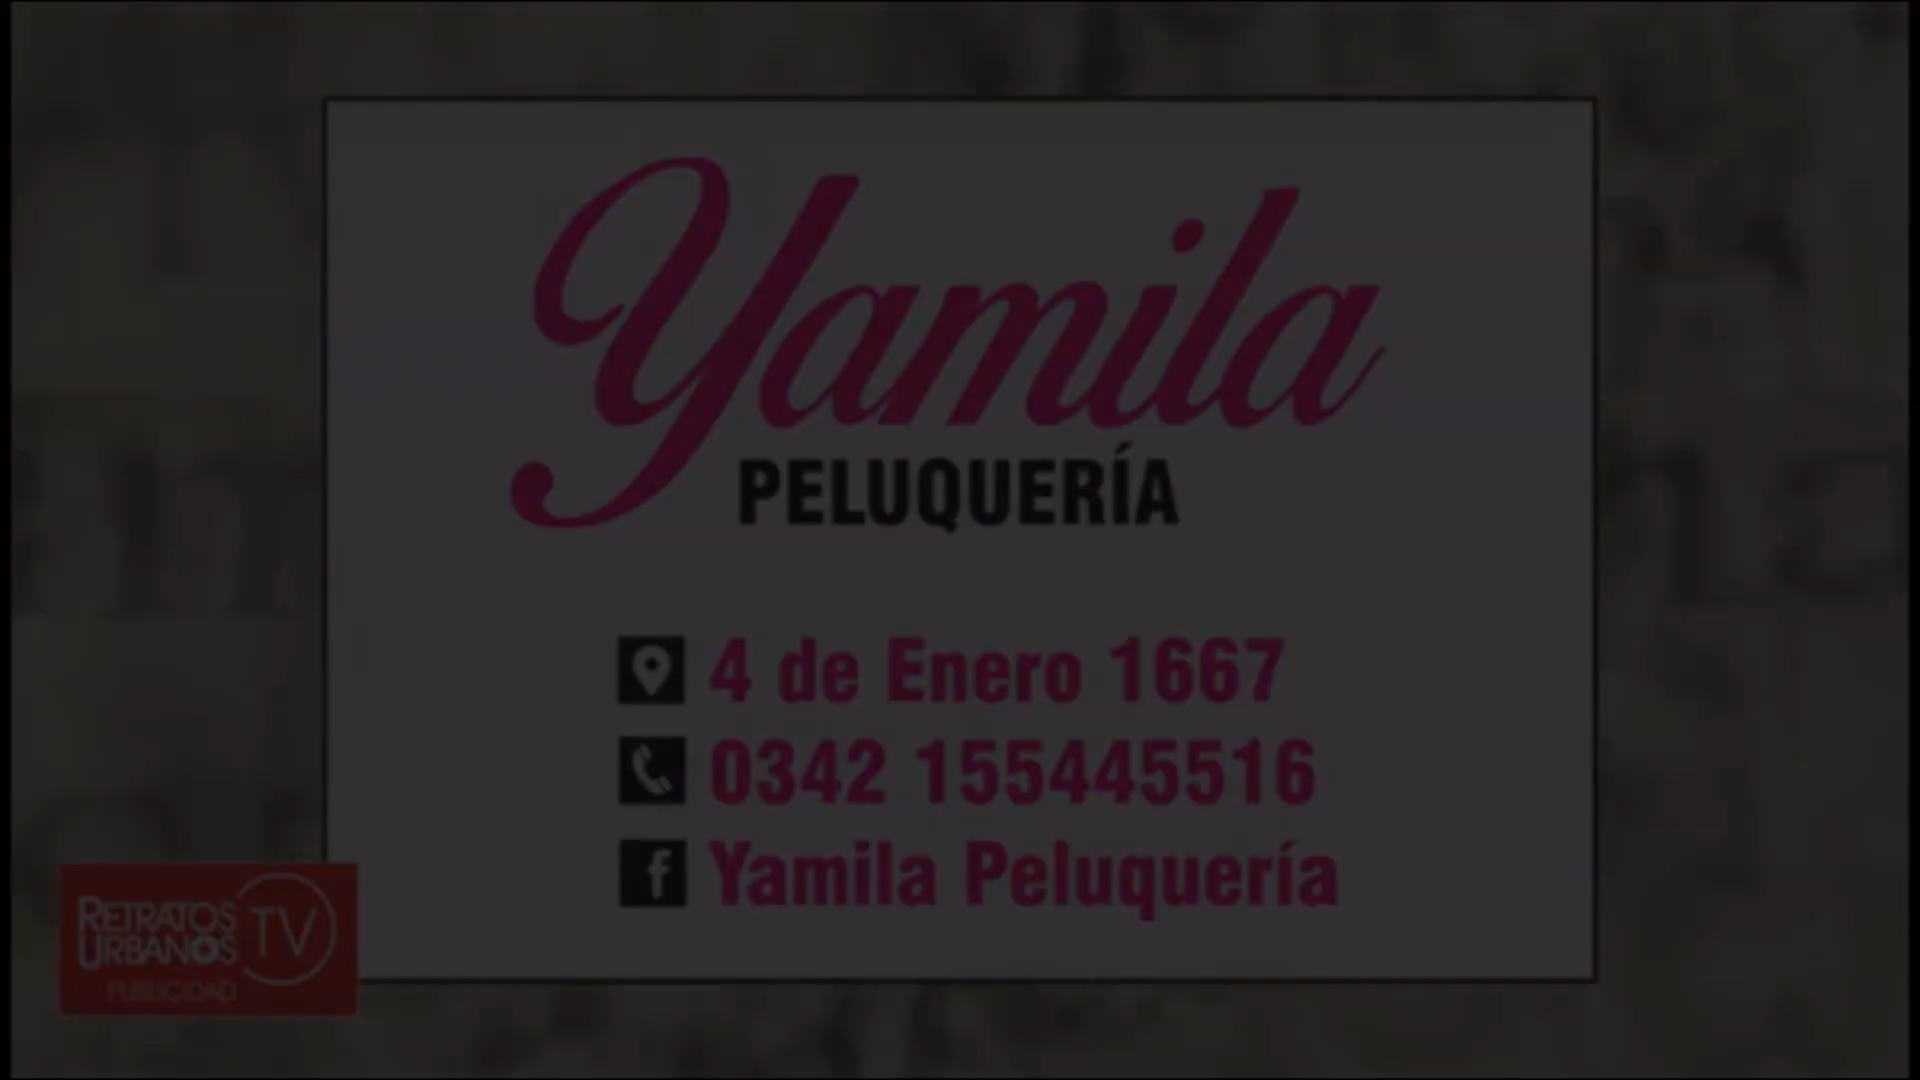 Yamila
PELUQUERÍA
4 de Enero 1667
0342 155445516
Yamila Peluquería
RETRATOS
URBANOS
TV
PUBLICIDAD